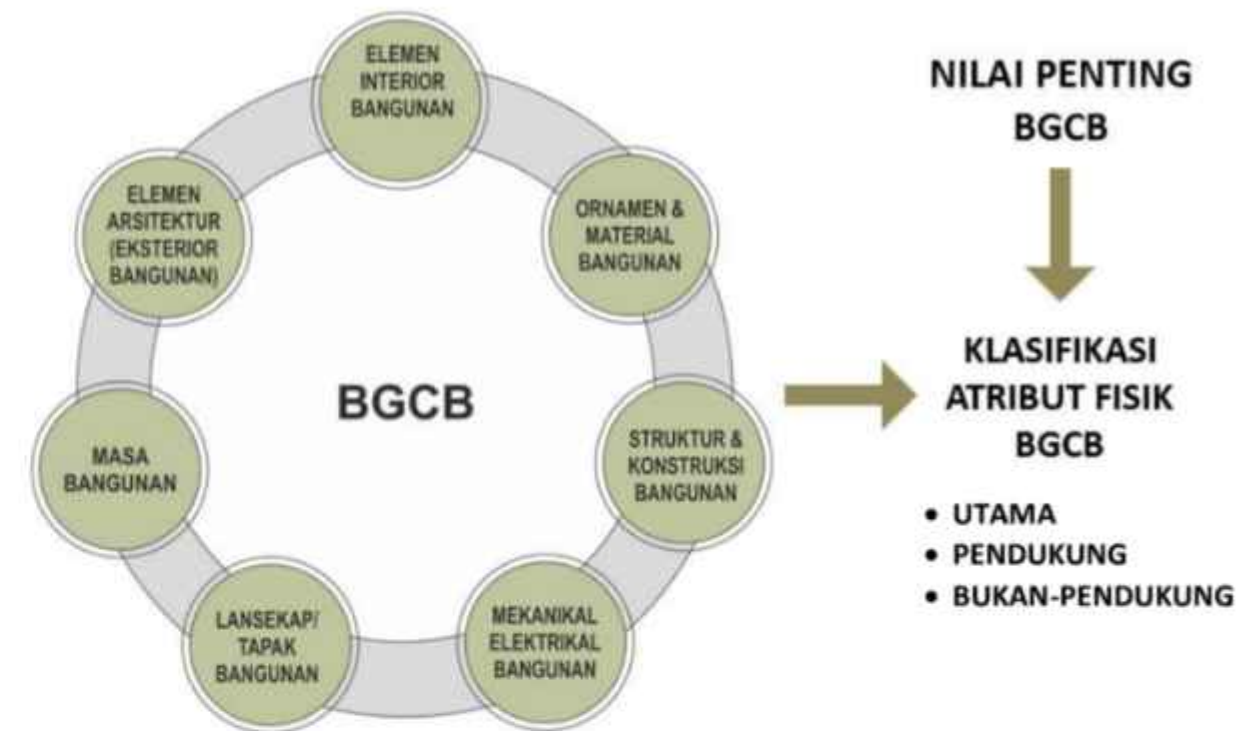 ELEMEN
INTERIOR
BANGUNAN
ORNAMEN &
MATERIAL
BANGUNAN
STRUKTUR &
KONSTRUKSI
BANGUNAN
MEKANIKAL
ELEKTRIKAL
BANGUNAN
LANSEKAP/
TAPAK
BANGUNAN
MASA
BANGUNAN
ELEMEN
ARSITEKTUR
(EKSTERIOR
BANGUNAN)
BGCB
NILAI PENTING
BGCB
KLASIFIKASI
ATRIBUT FISIK
BGCB
• UTAMA
• PENDUKUNG
• BUKAN-PENDUKUNG